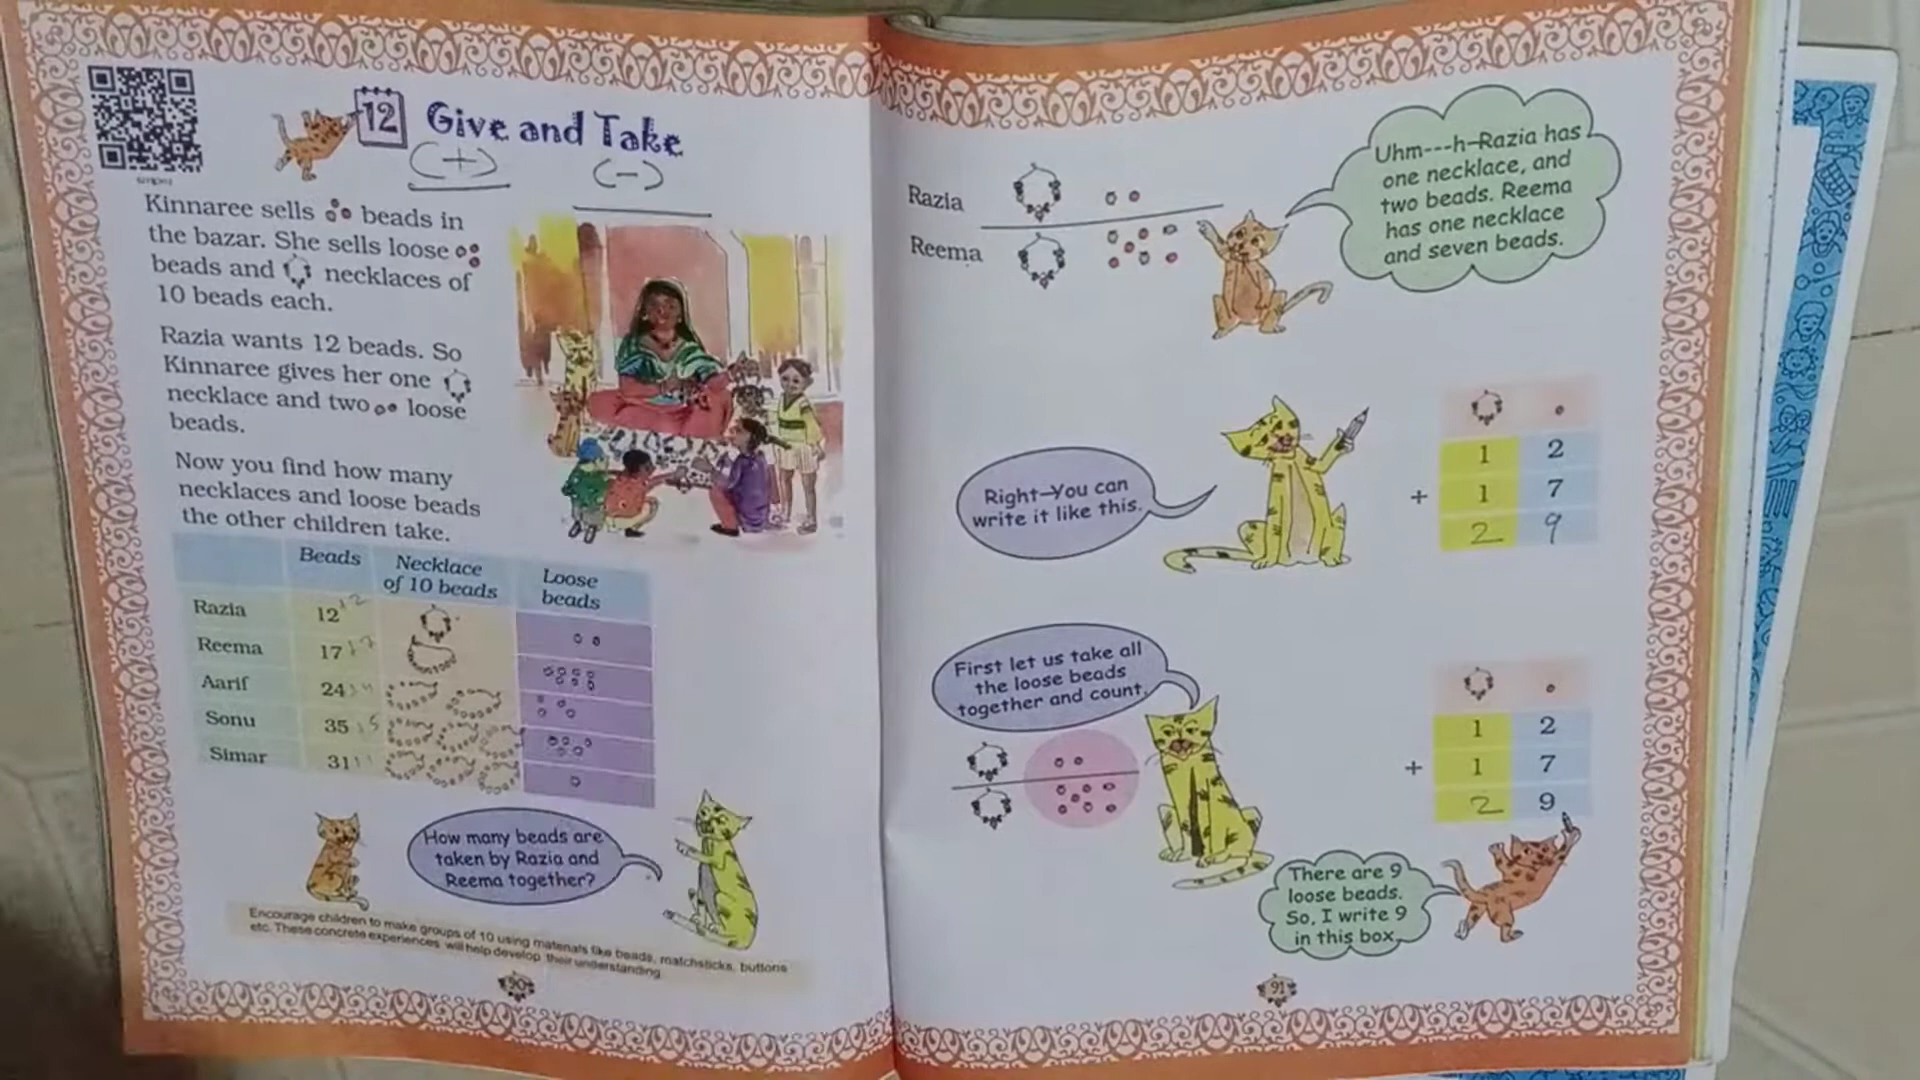 12 Give and Take
(+) (-)
Kinnaree sells beads in
the bazar. She sells loose
beads and necklaces of
10 beads each.
Razia wants 12 beads. So
Kinnaree gives her one
necklace and two loose
beads.
Now you find how many
necklaces and loose beads
the other children take.
Beads Necklace of 10 beads Loose beads
Razia 12 12
Reema 17 17
Aarif 24
Sonu 35
Simar 31
How many beads are
taken by Razia and
Reema together?
Encourage children to make groups of 10 using materials like beads, matchsticks, buttons
etc. These concrete experiences will help develop their understanding
90
Razia
Reema
Uhm---h–Razia has
one necklace, and
two beads. Reema
has one necklace
and seven beads.
Right–You can
write it like this.
1 2
+ 1 7
2 9
First let us take all
the loose beads
together and count.
1 2
+ 1 7
2 9
There are 9
loose beads.
So, I write 9
in this box.
91